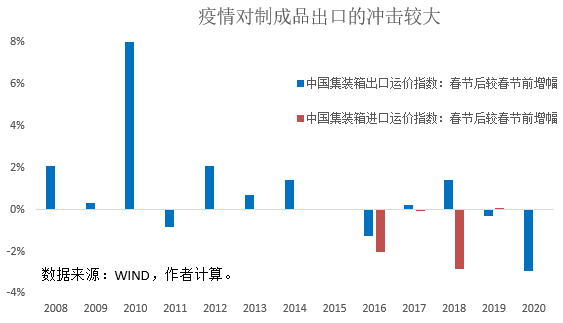 疫情对制成品出口的冲击较大
8%
中国集装箱出口运价指数：春节后较春节前增幅
6%
中国集装箱进口运价指数：春节后较春节前增幅
4%
2%
0%
-2%
数据来源：WIND，作者计算。
-4%
2008 2009 2010 2011 2012 2013 2014 2015 2016 2017 2018 2019 2020